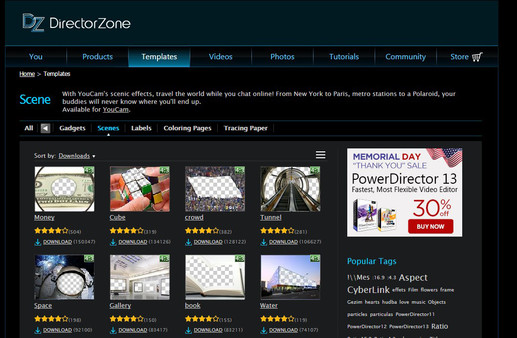 DZ DirectorZone
You Products Templates Videos Photos Tutorials Community Store
Home > Templates
Scene
With YouCam's scenic effects, travel the world while you chat online! From New York to Paris, metro stations to a Polaroid, your
buddies will never know where you'll end up.
Available for YouCam.
All Gadgets Scenes Labels Coloring Pages Tracing Paper
Sort by: Downloads
Money Cube crowd Tunnel
(504) (319) (362) (281)
DOWNLOAD (150347) DOWNLOAD (134126) DOWNLOAD (128122) DOWNLOAD (106627)
Space Gallery book Water
(198) (150) (155) (119)
DOWNLOAD (92100) DOWNLOAD (83417) DOWNLOAD (83211) DOWNLOAD (74107)
MEMORIAL DAY
"THANK YOU" SALE
PowerDirector 13
Fastest, Most Flexible Video Editor
30% off
BUY NOW
Popular Tags
!\\Mes :16.9 :4.3 Aspect
CyberLink effets Film flowers frame
Gezim hearts hudba love music Objects
particles particulas PowerDirector11
PowerDirector12 PowerDirector13 Ratio